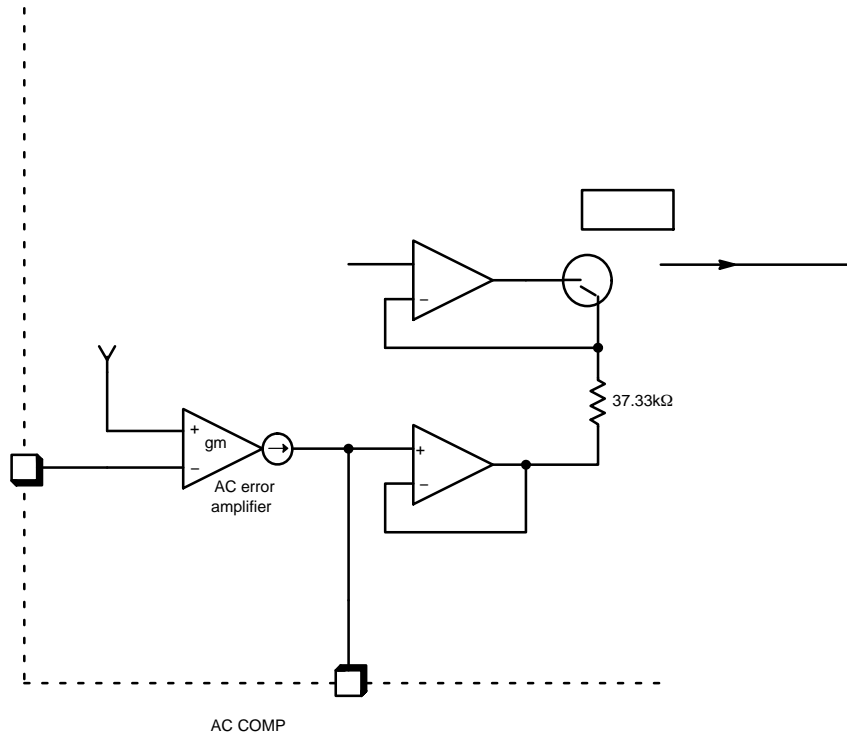 −
37.33kΩ
+
gm
−
AC error
amplifier
+
−
AC COMP